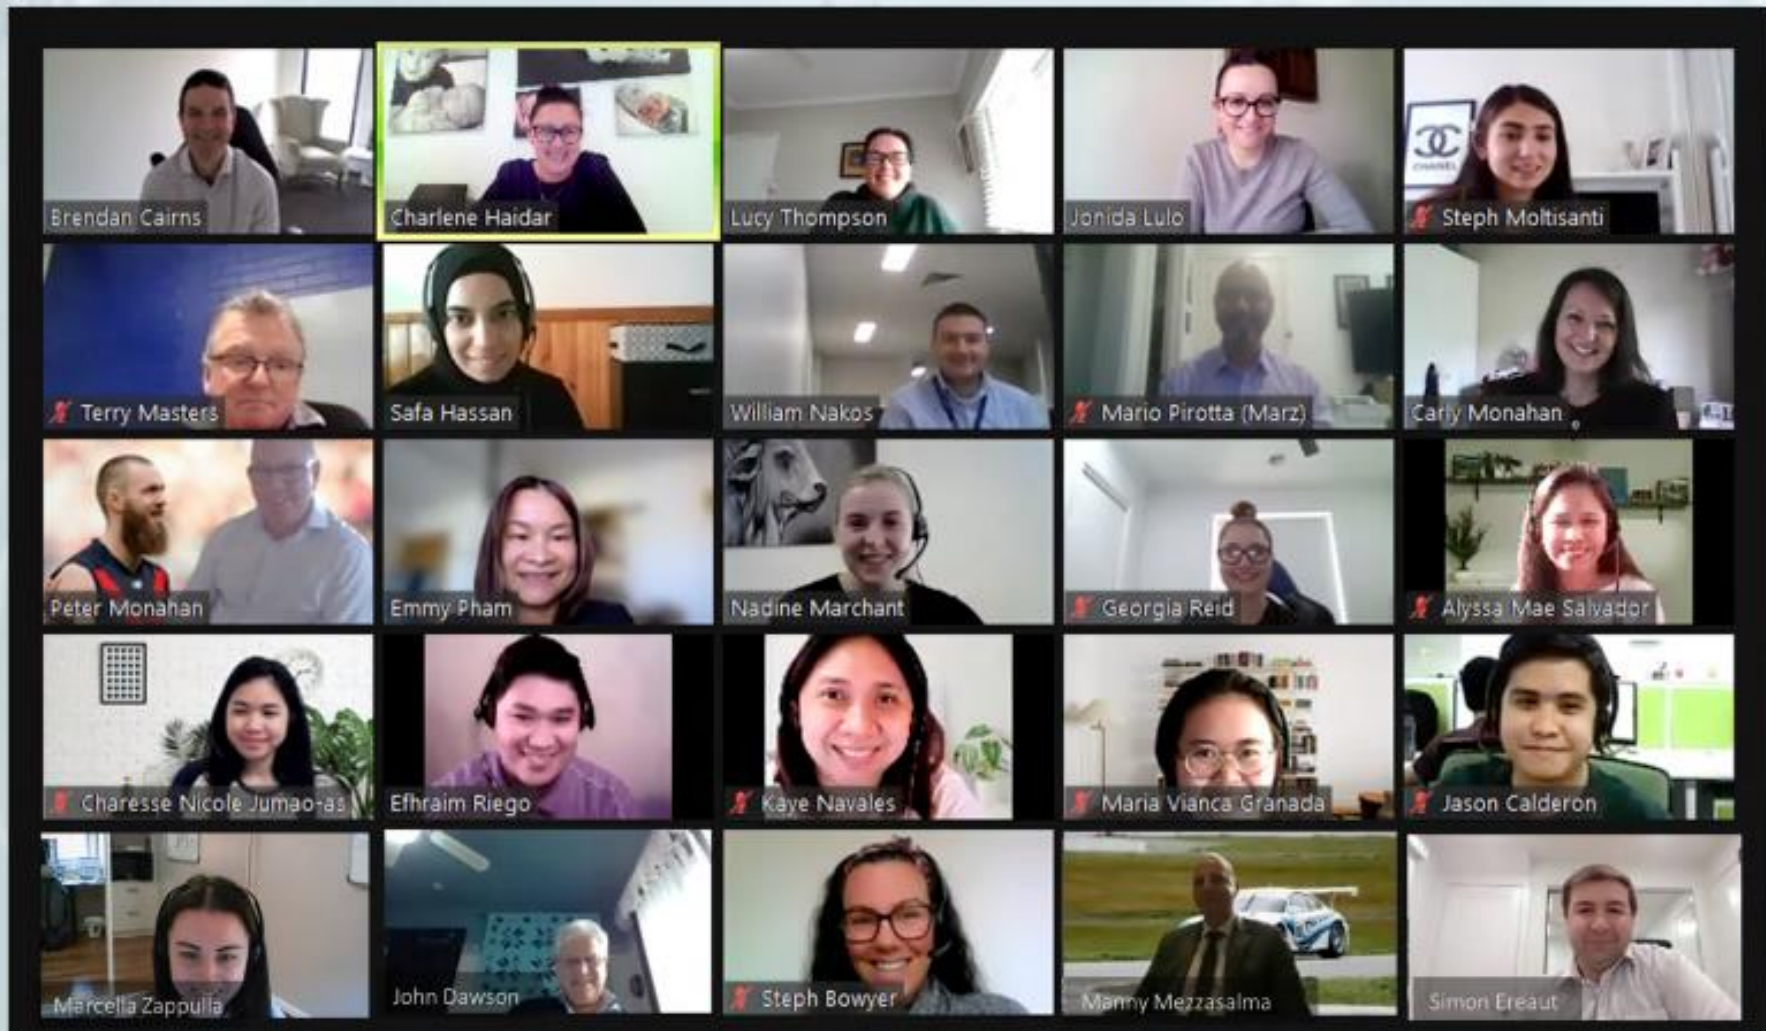 Brendan Cairns
Charlene Haidar
Lucy Thompson
Jonida Lulo
CHANEL
Steph Moltisanti
Terry Masters
Safa Hassan
William Nakos
Mario Pirotta (Marz)
Carly Monahan
Peter Monahan
Emmy Pham
Nadine Marchant
Georgia Reid
Alyssa Mae Salvador
Charesse Nicole Jumao-as
Efhraim Riego
Kaye Navales
Maria Vianca Granada
Jason Calderon
Marcella Zappulla
John Dawson
Steph Bowyer
Manny Mezzasalma
Simon Ereaut